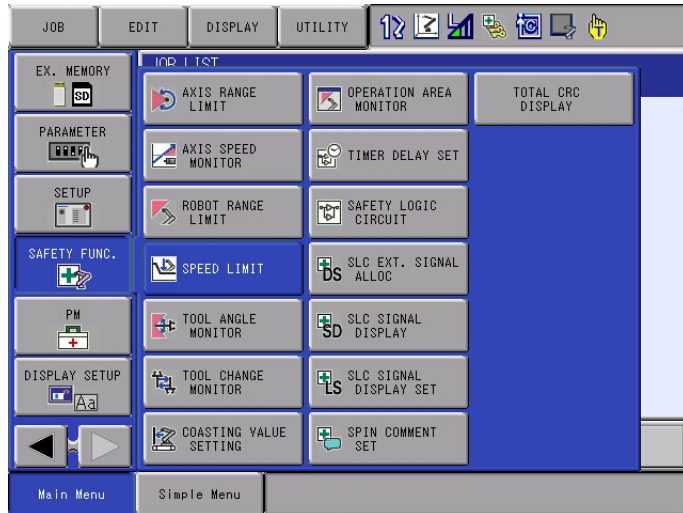 JOB
EDIT
DISPLAY
UTILITY
JOB LIST
EX. MEMORY
SD
PARAMETER
SETUP
SAFETY FUNC.
PM
DISPLAY SETUP
Aa
AXIS RANGE
LIMIT
AXIS SPEED
MONITOR
ROBOT RANGE
LIMIT
SPEED LIMIT
TOOL ANGLE
MONITOR
TOOL CHANGE
MONITOR
COASTING VALUE
SETTING
OPERATION AREA
MONITOR
TIMER DELAY SET
SAFETY LOGIC
CIRCUIT
DS
SLC EXT. SIGNAL
ALLOC
SD
SLC SIGNAL
DISPLAY
LS
SLC SIGNAL
DISPLAY SET
SPIN COMMENT
SET
TOTAL CRC
DISPLAY
Main Menu
Simple Menu